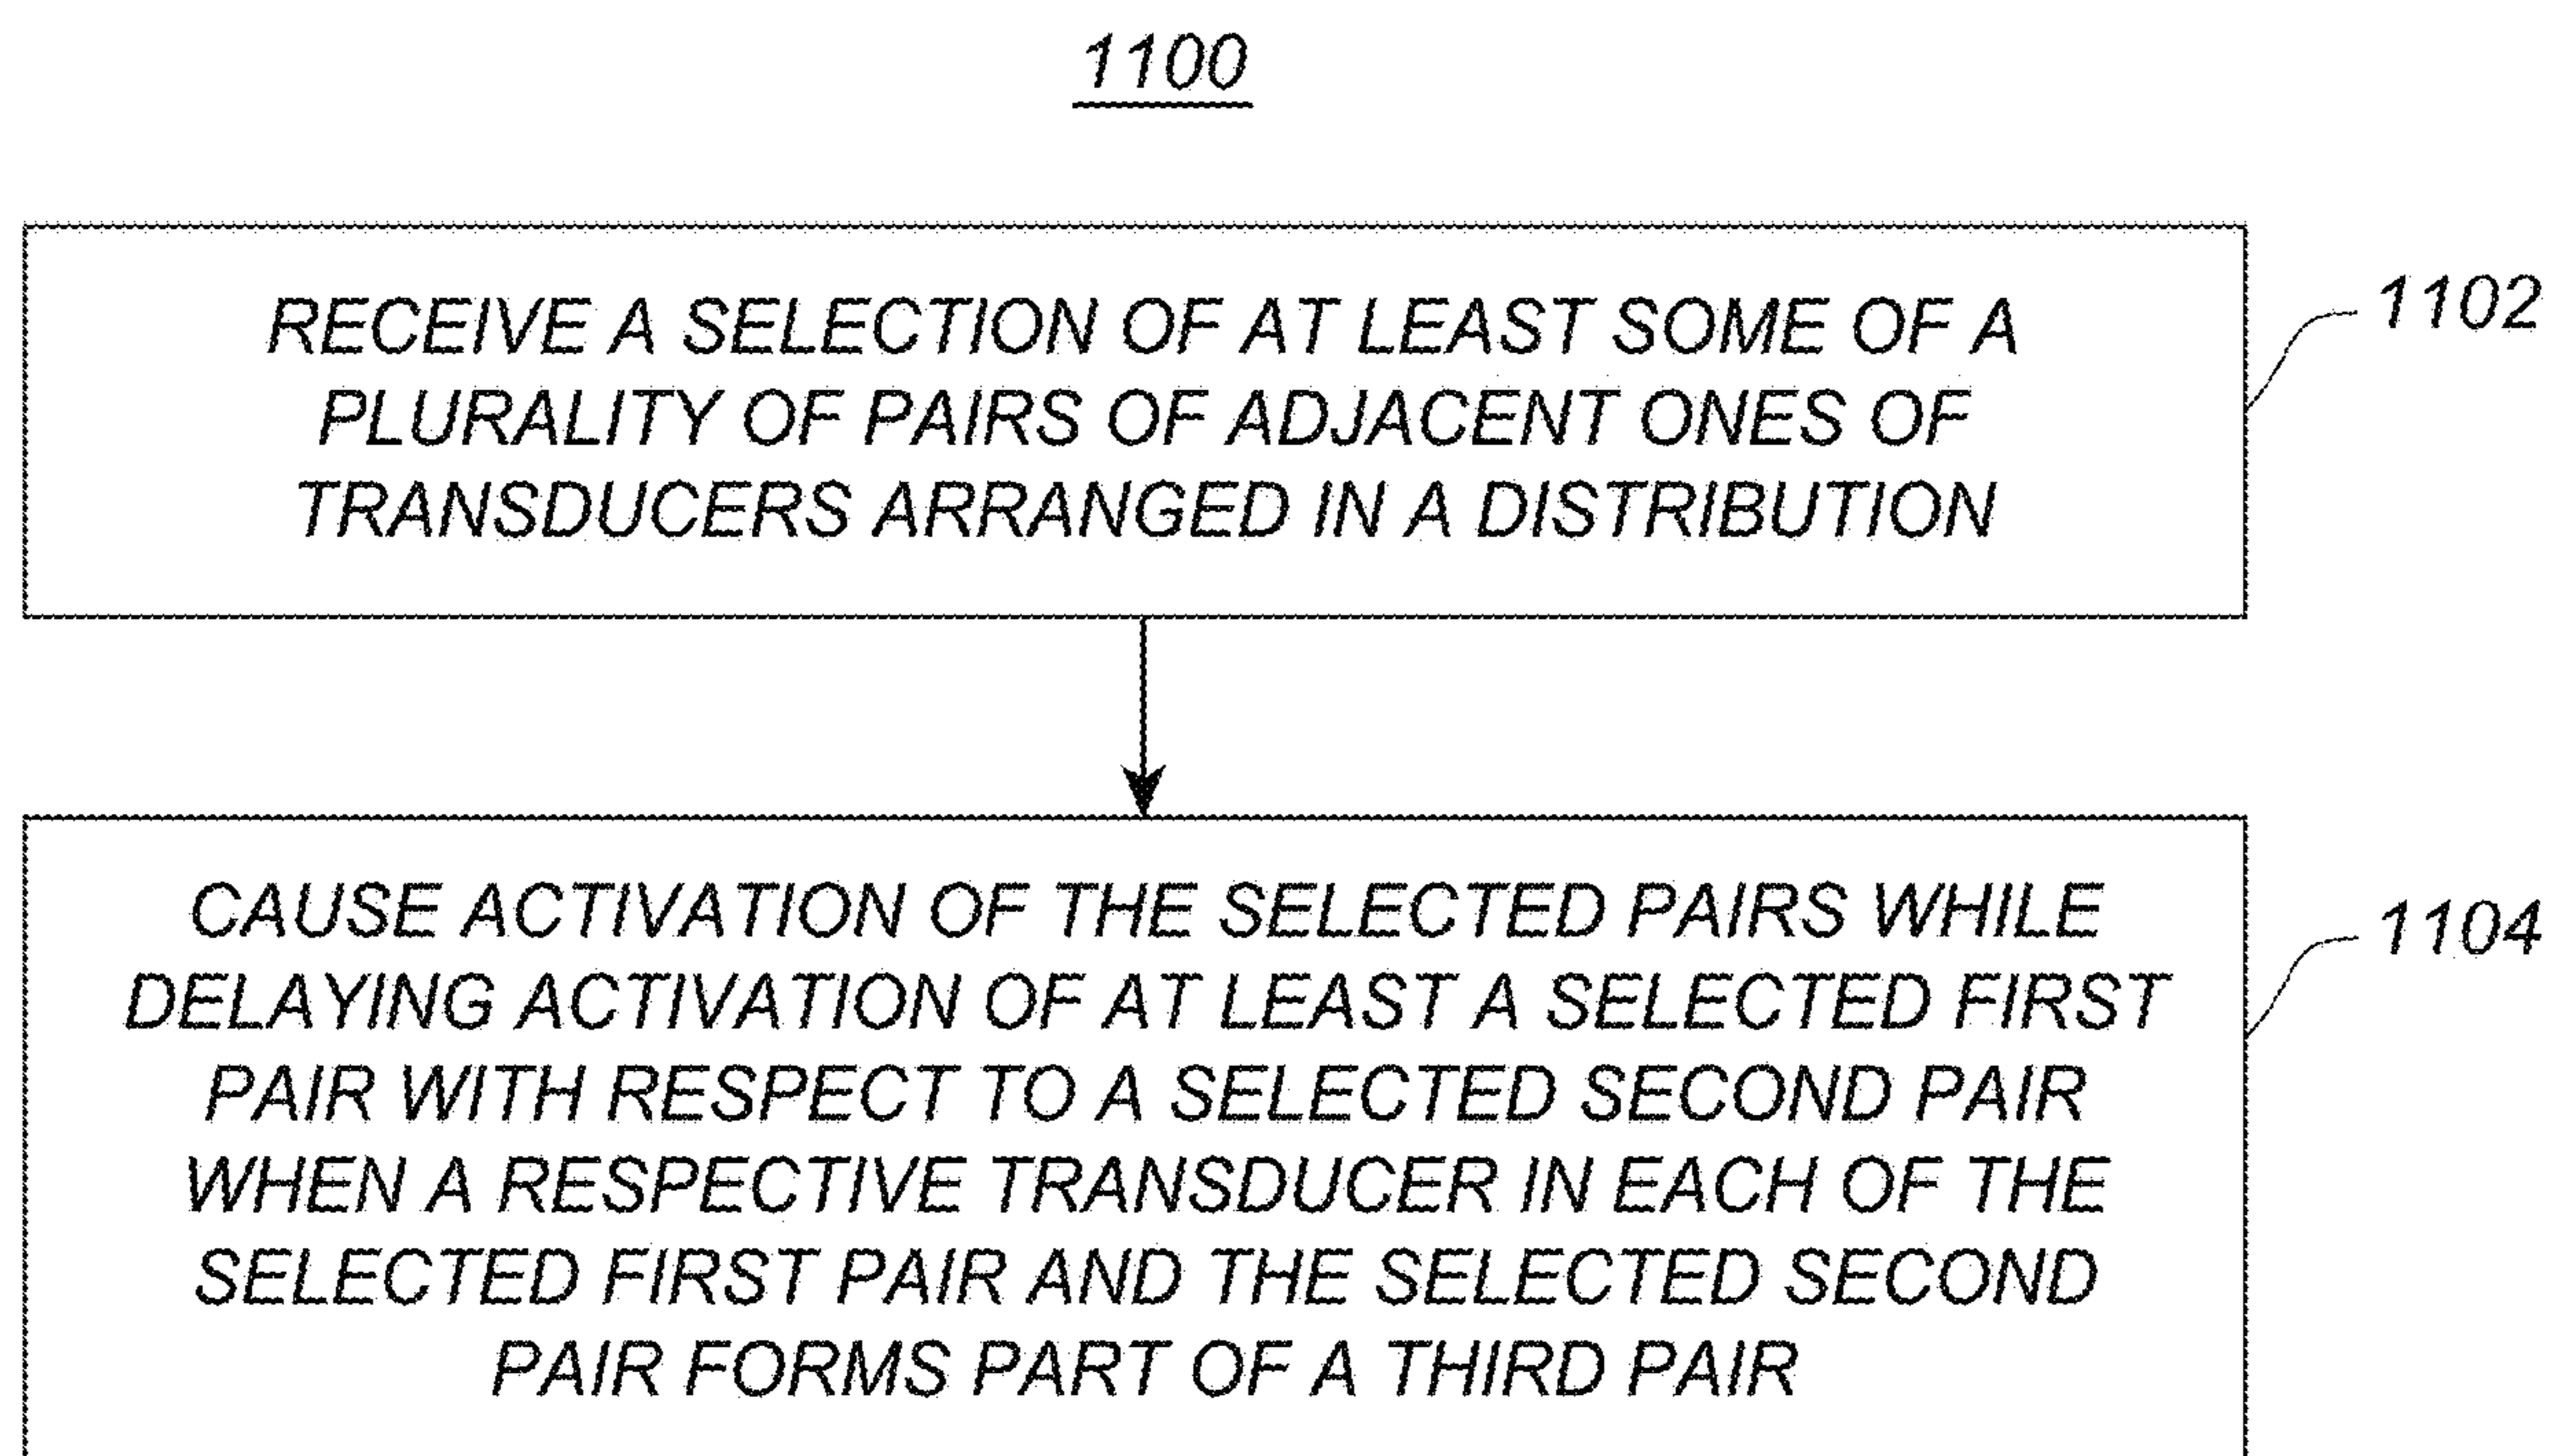 1100
RECEIVE A SELECTION OF AT LEAST SOME OF A
PLURALITY OF PAIRS OF ADJACENT ONES OF
TRANSDUCERS ARRANGED IN A DISTRIBUTION
1102
CAUSE ACTIVATION OF THE SELECTED PAIRS WHILE
DELAYING ACTIVATION OF AT LEAST A SELECTED FIRST
PAIR WITH RESPECT TO A SELECTED SECOND PAIR
WHEN A RESPECTIVE TRANSDUCER IN EACH OF THE
SELECTED FIRST PAIR AND THE SELECTED SECOND
PAIR FORMS PART OF A THIRD PAIR
1104